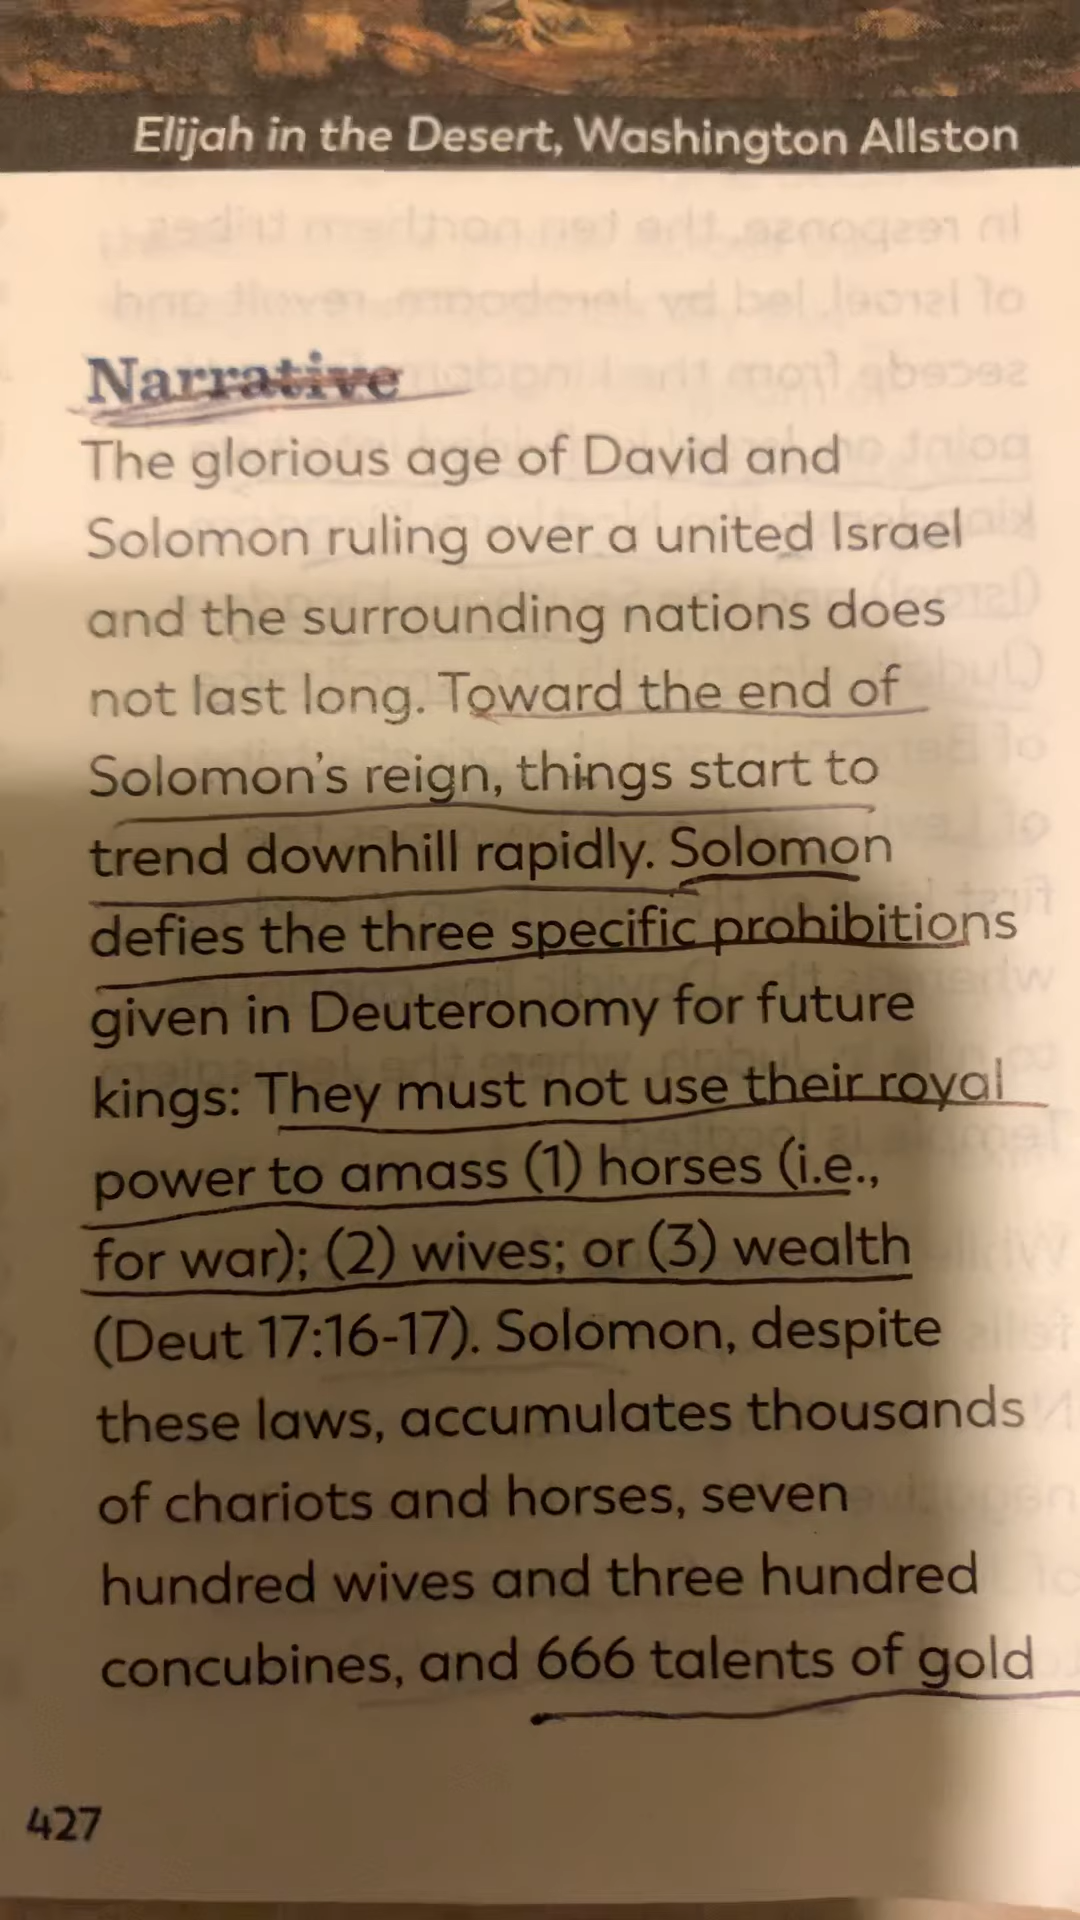 Elijah in the Desert, Washington Allston
Narrative
The glorious age of David and
Solomon ruling over a united Israel
and the surrounding nations does
not last long. Toward the end of
Solomon's reign, things start to
trend downhill rapidly. Solomon
defies the three specific prohibitions
given in Deuteronomy for future
kings: They must not use their royal
power to amass (1) horses (i.e.,
for war); (2) wives; or (3) wealth
(Deut 17:16-17). Solomon, despite
these laws, accumulates thousands
of chariots and horses, seven
hundred wives and three hundred
concubines, and 666 talents of gold
427